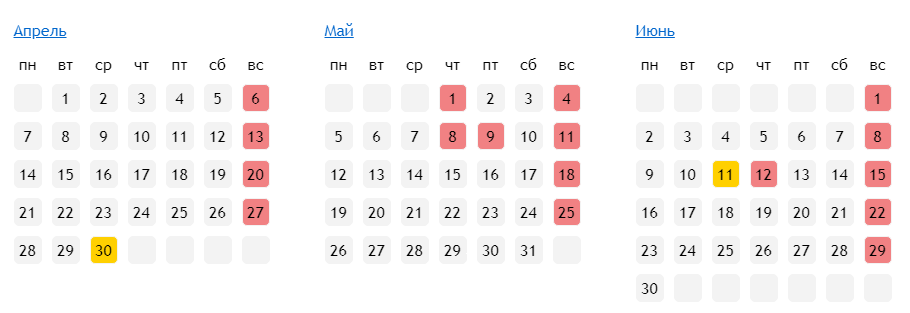 Апрель Май Июнь
пн вт ср чт пт сб вс пн вт ср чт пт сб вс пн вт ср чт пт сб вс
1 2 3 4 5 6 1 2 3 4 1
7 8 9 10 11 12 13 5 6 7 8 9 10 11 2 3 4 5 6 7 8
14 15 16 17 18 19 20 12 13 14 15 16 17 18 9 10 11 12 13 14 15
21 22 23 24 25 26 27 19 20 21 22 23 24 25 16 17 18 19 20 21 22
28 29 30 26 27 28 29 30 31 23 24 25 26 27 28 29
30